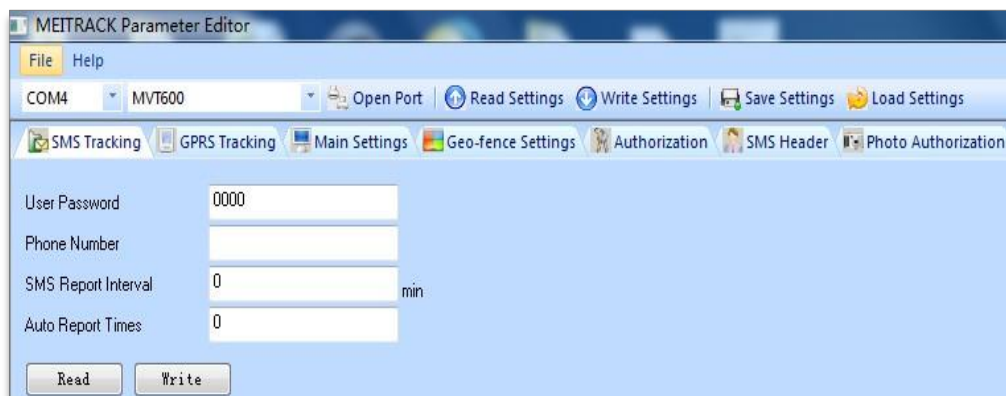 MEITRACK Parameter Editor
File Help
COM4 MVT600 Open Port Read Settings Write Settings Save Settings Load Settings
SMS Tracking GPRS Tracking Main Settings Geo-fence Settings Authorization SMS Header Photo Authorization
User Password 0000
Phone Number
SMS Report Interval 0 min
Auto Report Times 0
Read Write